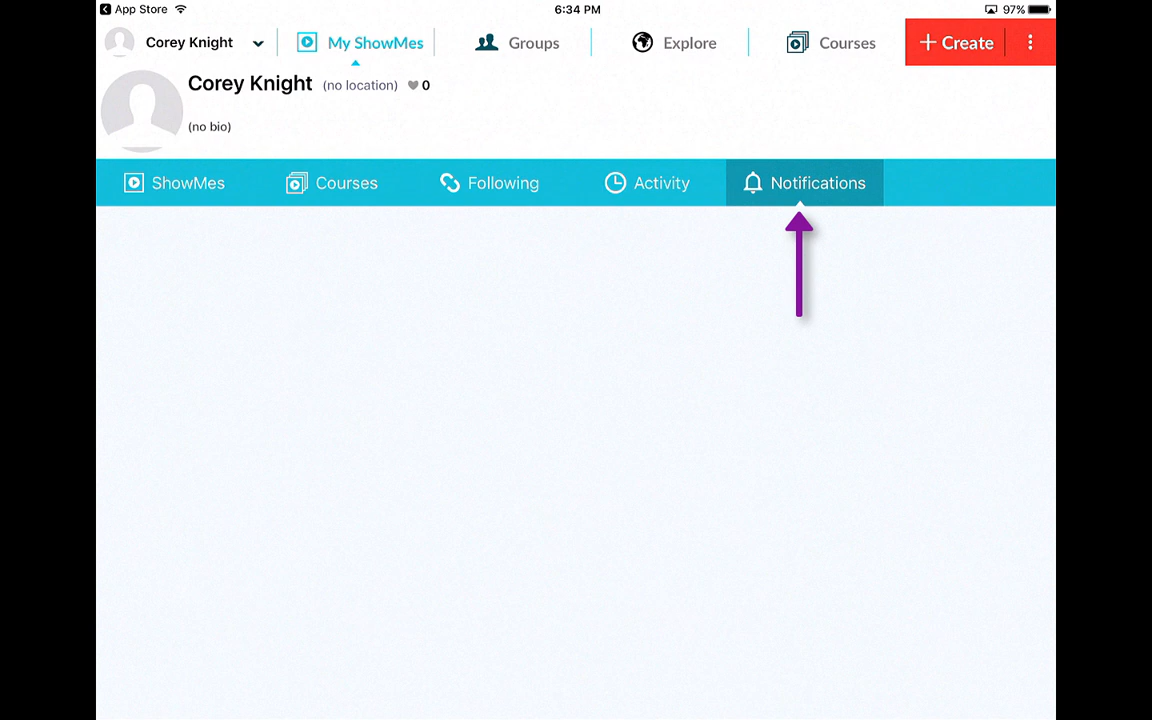 App Store 6:34 PM 97%
Corey Knight My ShowMes Groups Explore Courses + Create
Corey Knight (no location) 0
(no bio)
ShowMes Courses Following Activity Notifications